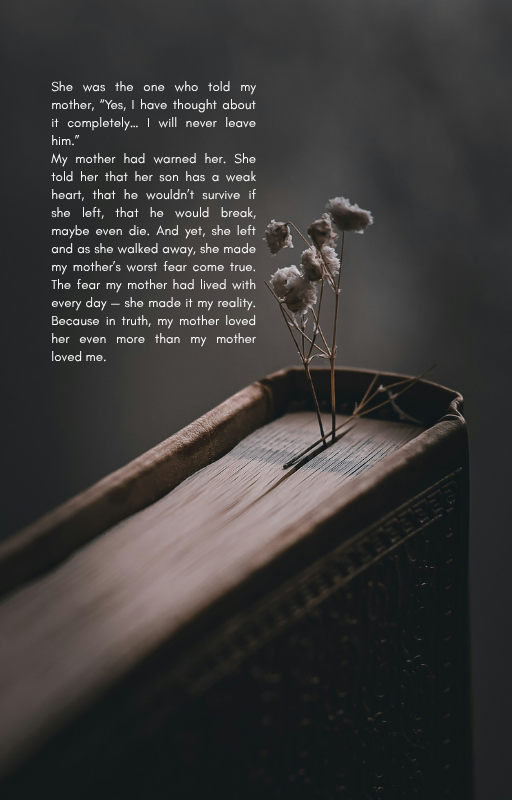 She was the one who told my
mother, “Yes, I have thought about
it completely... I will never leave
him.”
My mother had warned her. She
told her that her son has a weak
heart, that he wouldn’t survive if
she left, that he would break,
maybe even die. And yet, she left
and as she walked away, she made
my mother’s worst fear come true.
The fear my mother had lived with
every day — she made it my reality.
Because in truth, my mother loved
her even more than my mother
loved me.